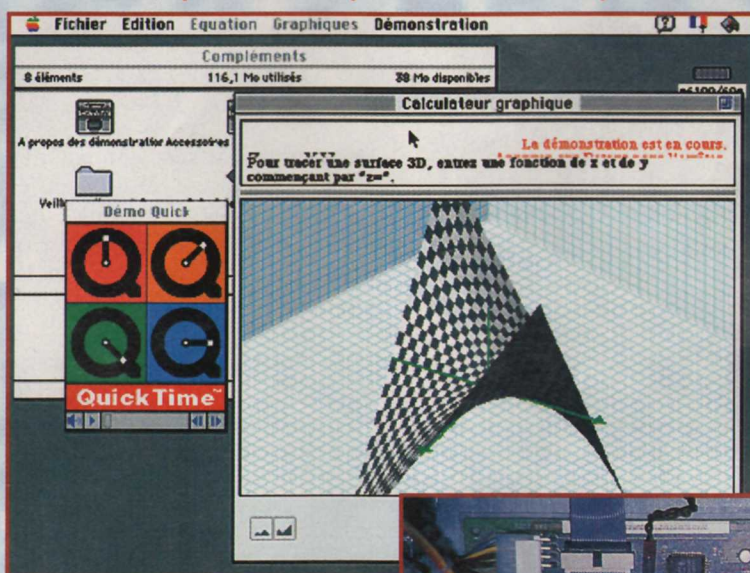 Fichier Edition Equation Graphiques Démonstration
Compléments
8 éléments 116,1 Mo utilisés 38 Mo disponibles
A propos des démonstration Accessoires
Calculateur graphique
La démonstration est en cours.
Pour tracer une surface 3D, entrez une fonction de x et de y
commençant par "z=".
Démo Quick
QuickTime™